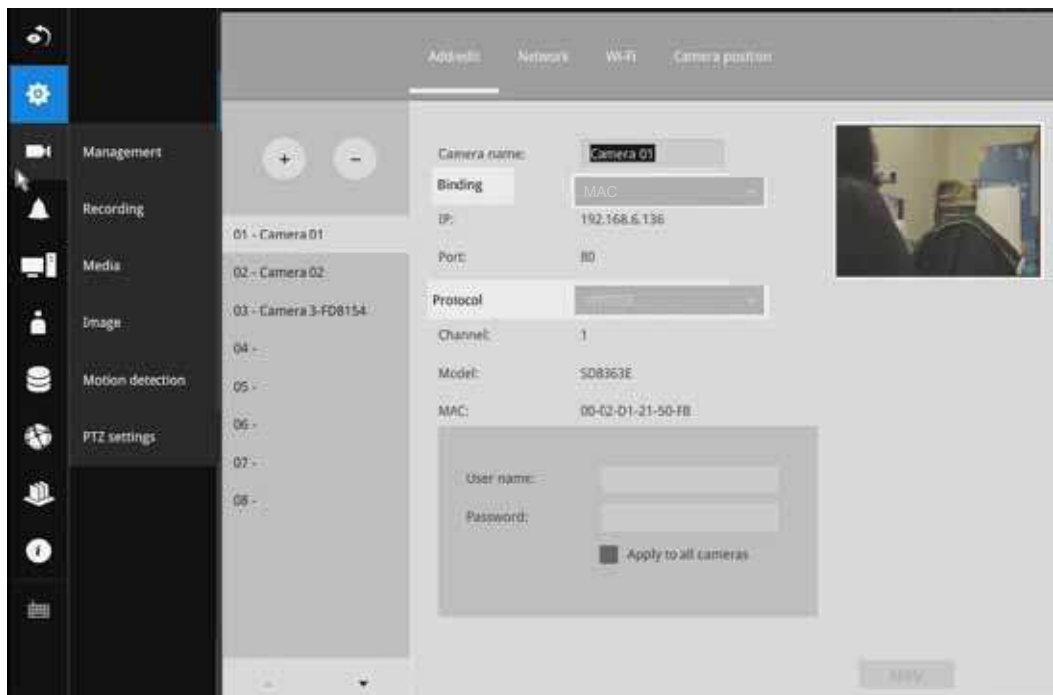 Add/edit Network Wi-Fi Camera position
Management
Recording
Media
Image
Motion detection
PTZ settings
+ -
01 - Camera 01
02 - Camera 02
03 - Camera 3-FD8154
04 -
05 -
06 -
07 -
08 -
Camera name: Camera 01
Binding MAC
IP: 192.168.6.136
Port: 80
Protocol
Channel: 1
Model: SD8363E
MAC: 00-02-D1-21-50-FB
User name:
Password:
Apply to all cameras